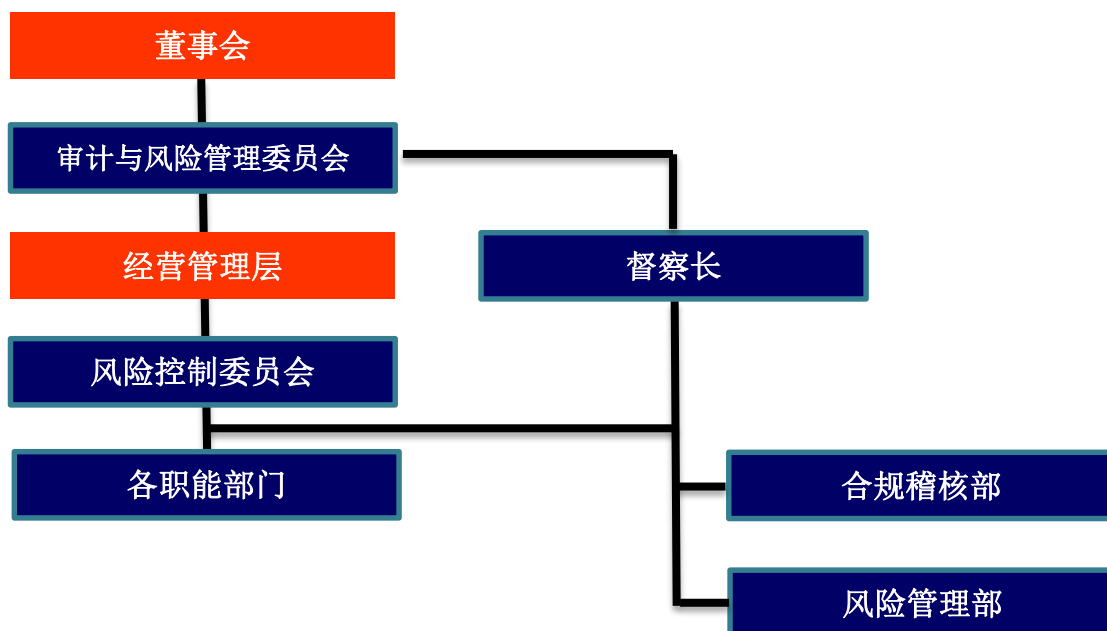 董事会
审计与风险管理委员会
经营管理层
督察长
风险控制委员会
各职能部门
合规稽核部
风险管理部